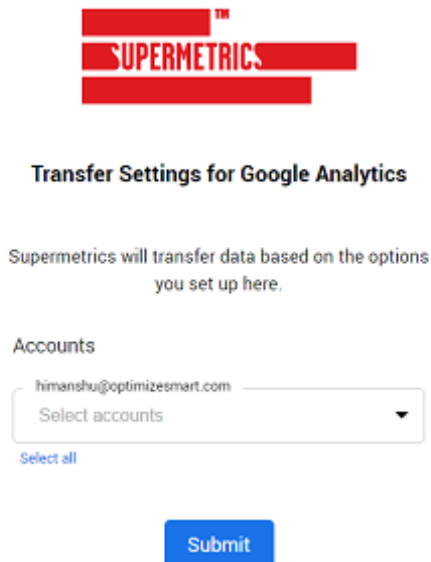 TM
SUPERMETRICS
Transfer Settings for Google Analytics
Supermetrics will transfer data based on the options
you set up here.
Accounts
himanshu@optimizesmart.com
Select accounts
Select all
Submit